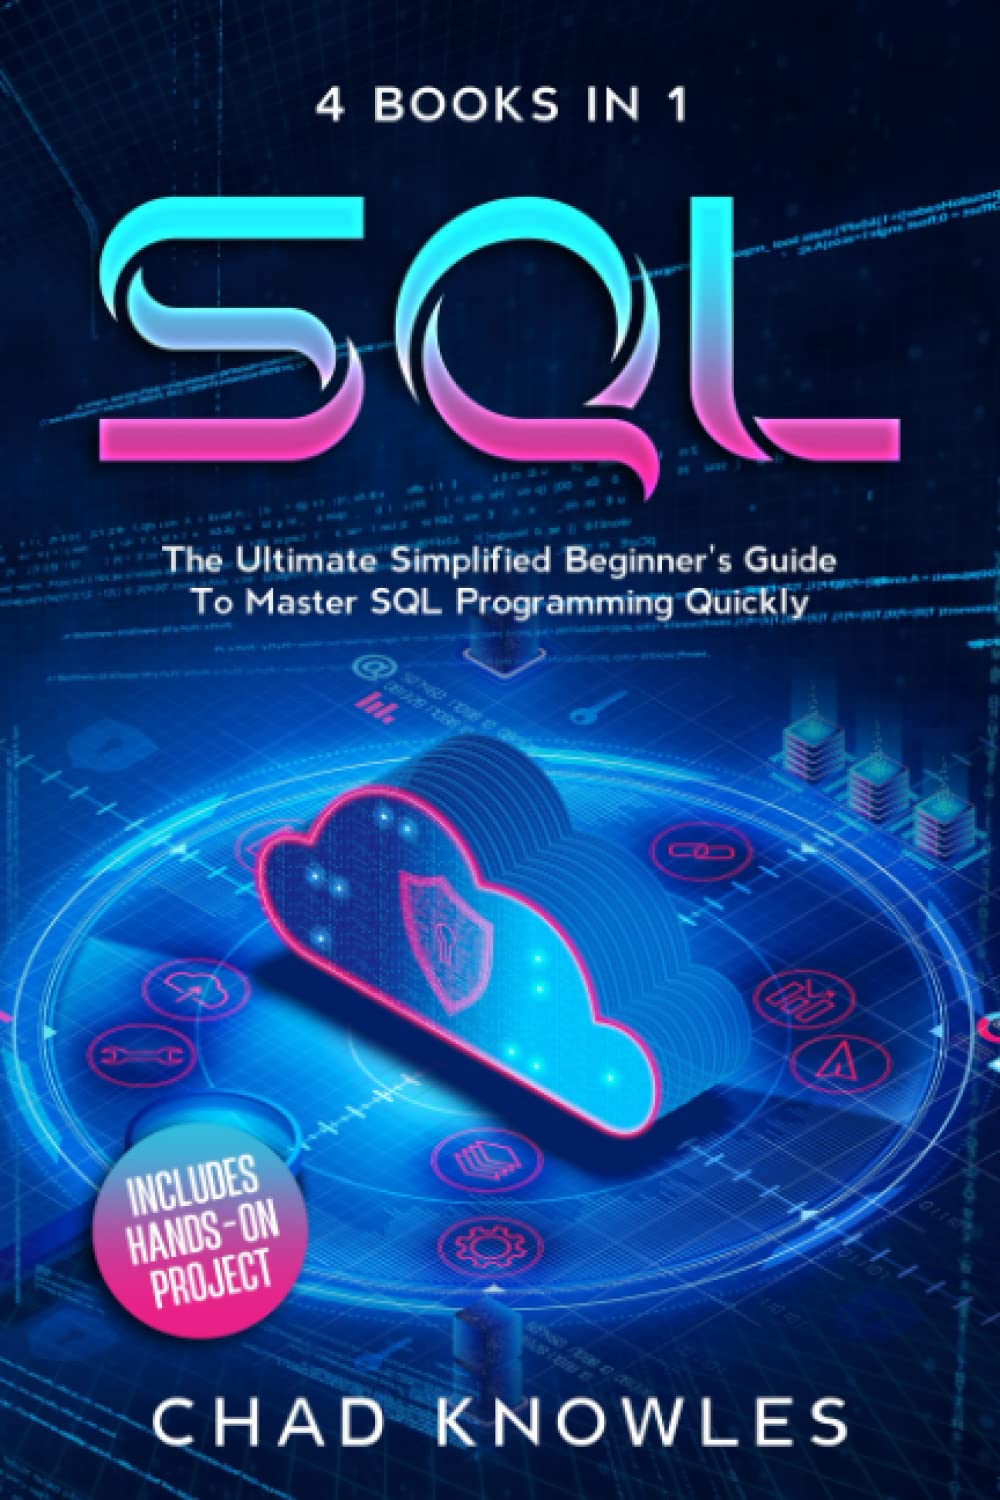 4 BOOKS IN 1
SQL
The Ultimate Simplified Beginner's Guide
To Master SQL Programming Quickly
INCLUDES
HANDS-ON
PROJECT
CHAD KNOWLES